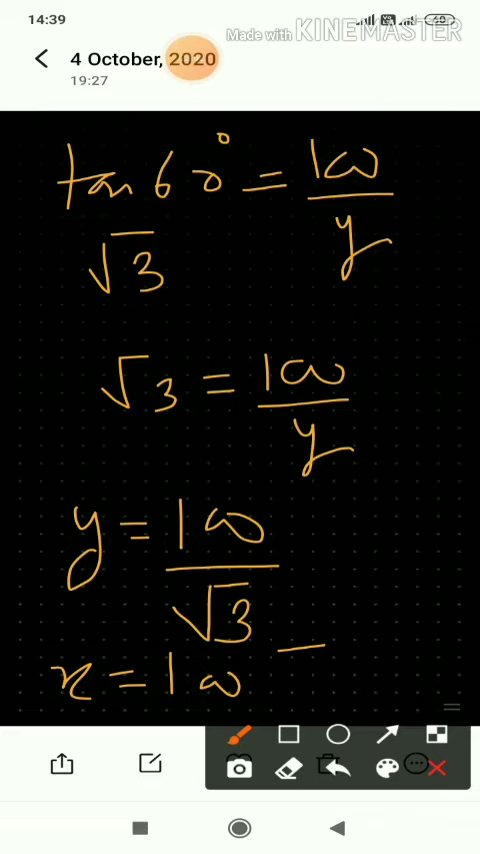 14:39
Made with KINEMASTER
4 October, 2020
19:27
tan 60° = 100/y
√3
√3 = 100/y
y = 100/√3
x = 100 —